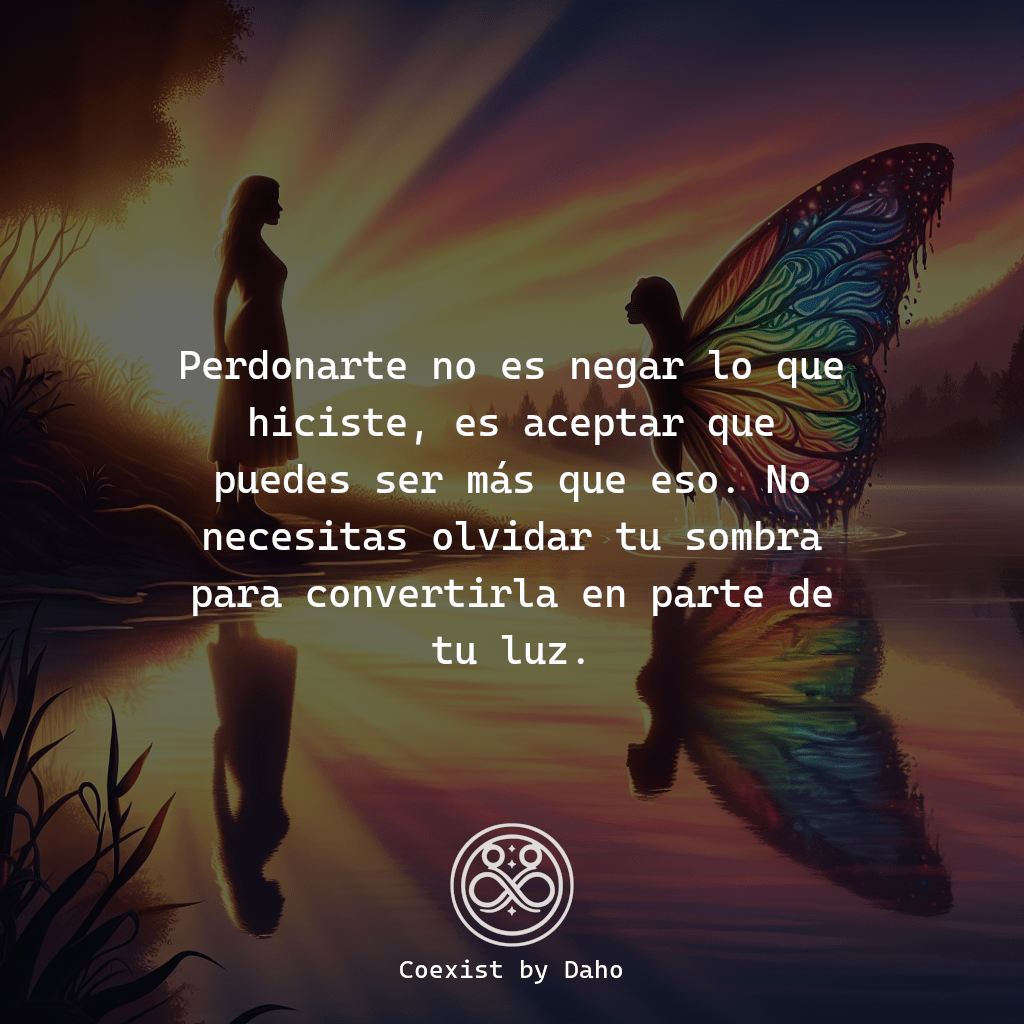 Perdonarte no es negar lo que
hiciste, es aceptar que
puedes ser más que eso. No
necesitas olvidar tu sombra
para convertirla en parte de
tu luz.
Coexist by Daho